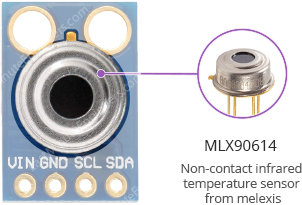 MLX90614
Non-contact infrared
temperature sensor
from melexis
VIN GND SCL SDA